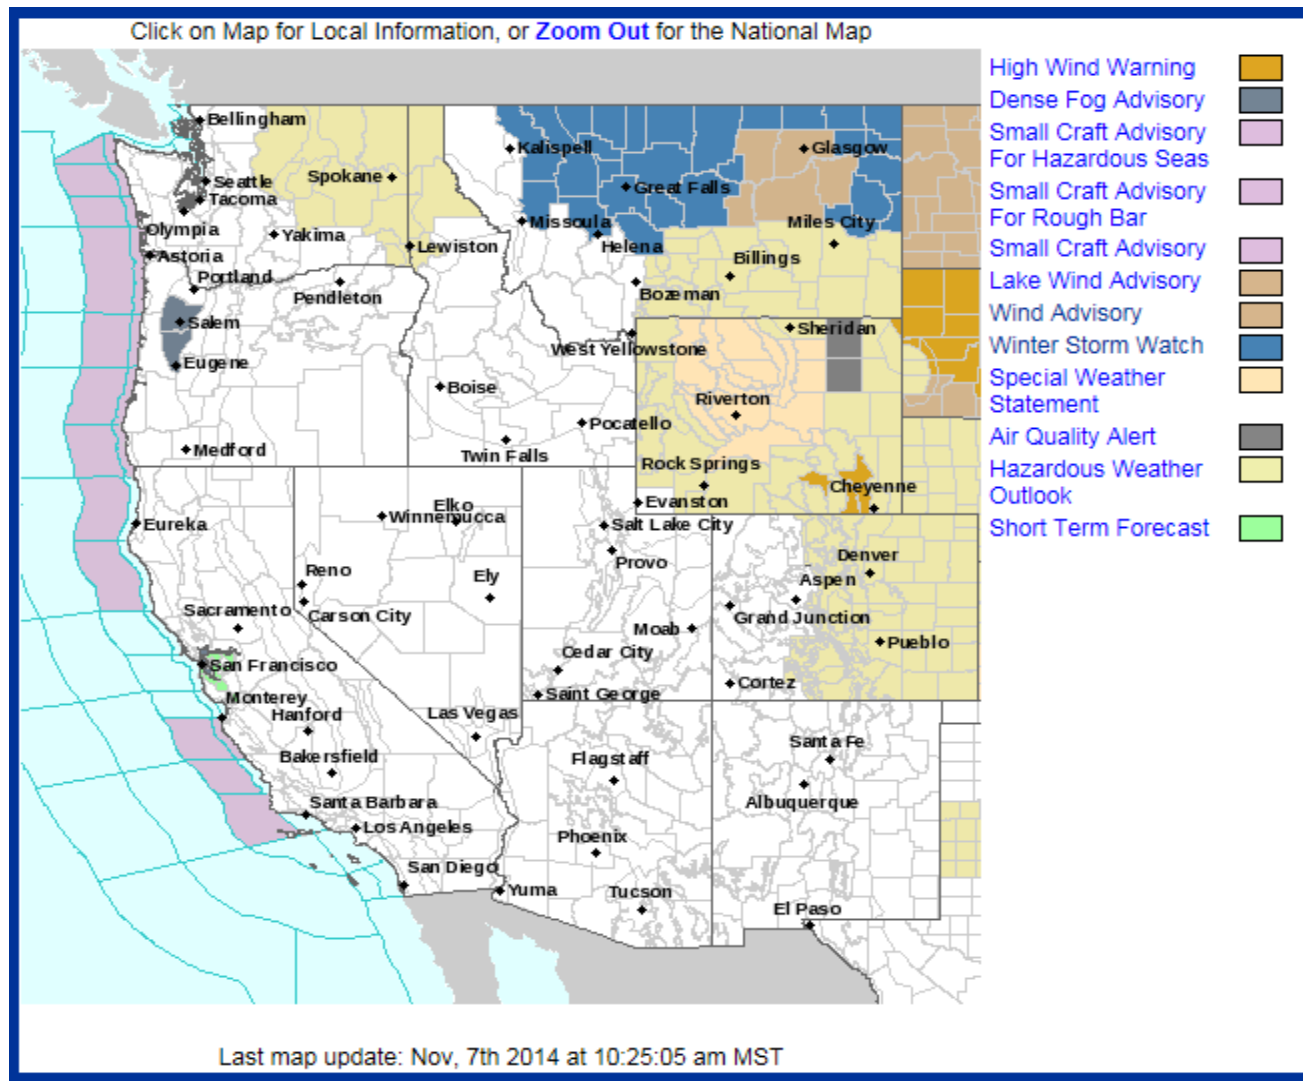 Click on Map for Local Information, or Zoom Out for the National Map
High Wind Warning
Dense Fog Advisory
Small Craft Advisory
For Hazardous Seas
Small Craft Advisory
For Rough Bar
Small Craft Advisory
Lake Wind Advisory
Wind Advisory
Winter Storm Watch
Special Weather
Statement
Air Quality Alert
Hazardous Weather
Outlook
Short Term Forecast
Bellingham
Kalispell
Glasgow
Spokane
Seattle
Great Falls
Tacoma
Olympia
Yakima
Missoula
Miles City
Lewiston
Helena
Astoria
Billings
Portland
Pendleton
Bozeman
Salem
Sheridan
West Yellowstone
Eugene
Boise
Riverton
Pocatello
Medford
Twin Falls
Rock Springs
Cheyenne
Evanston
Elko
Winnemucca
Eureka
Salt Lake City
Provo
Denver
Reno
Ely
Aspen
Sacramento
Carson City
Grand Junction
Moab
Pueblo
Cedar City
San Francisco
Cortez
Saint George
Monterey
Hanford
Las Vegas
Santa Fe
Bakersfield
Flagstaff
Albuquerque
Santa Barbara
Los Angeles
Phoenix
San Diego
Yuma
Tucson
El Paso
Last map update: Nov, 7th 2014 at 10:25:05 am MST